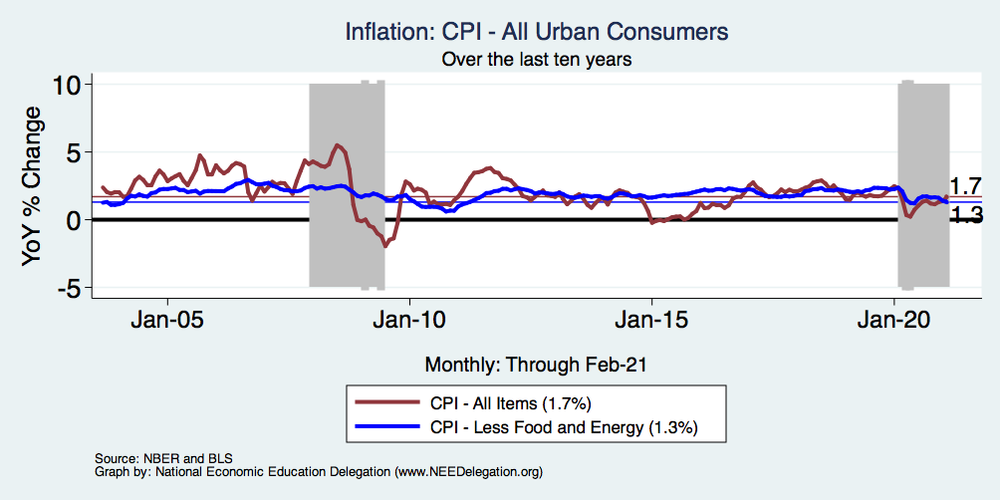 Inflation: CPI - All Urban Consumers
Over the last ten years
YoY % Change
10
5
0
-5
1.7
1.3
Jan-05 Jan-10 Jan-15 Jan-20
Monthly: Through Feb-21
CPI - All Items (1.7%)
CPI - Less Food and Energy (1.3%)
Source: NBER and BLS
Graph by: National Economic Education Delegation (www.NEEDelegation.org)